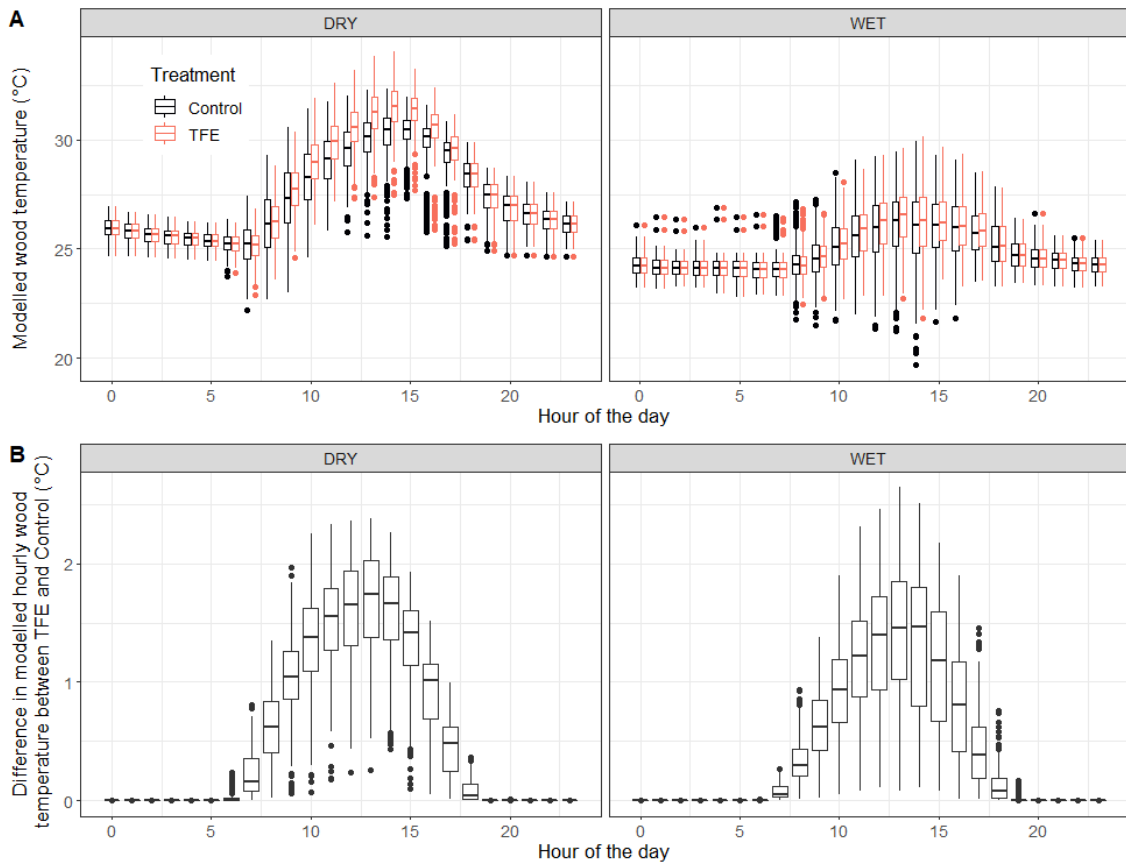 A
DRY
WET
Modelled wood temperature (°C)
Treatment
Control
TFE
30
25
20
0 5 10 15 20
0 5 10 15 20
Hour of the day
B
DRY
WET
Difference in modelled hourly wood
temperature between TFE and Control (°C)
2
1
0
0 5 10 15 20
0 5 10 15 20
Hour of the day